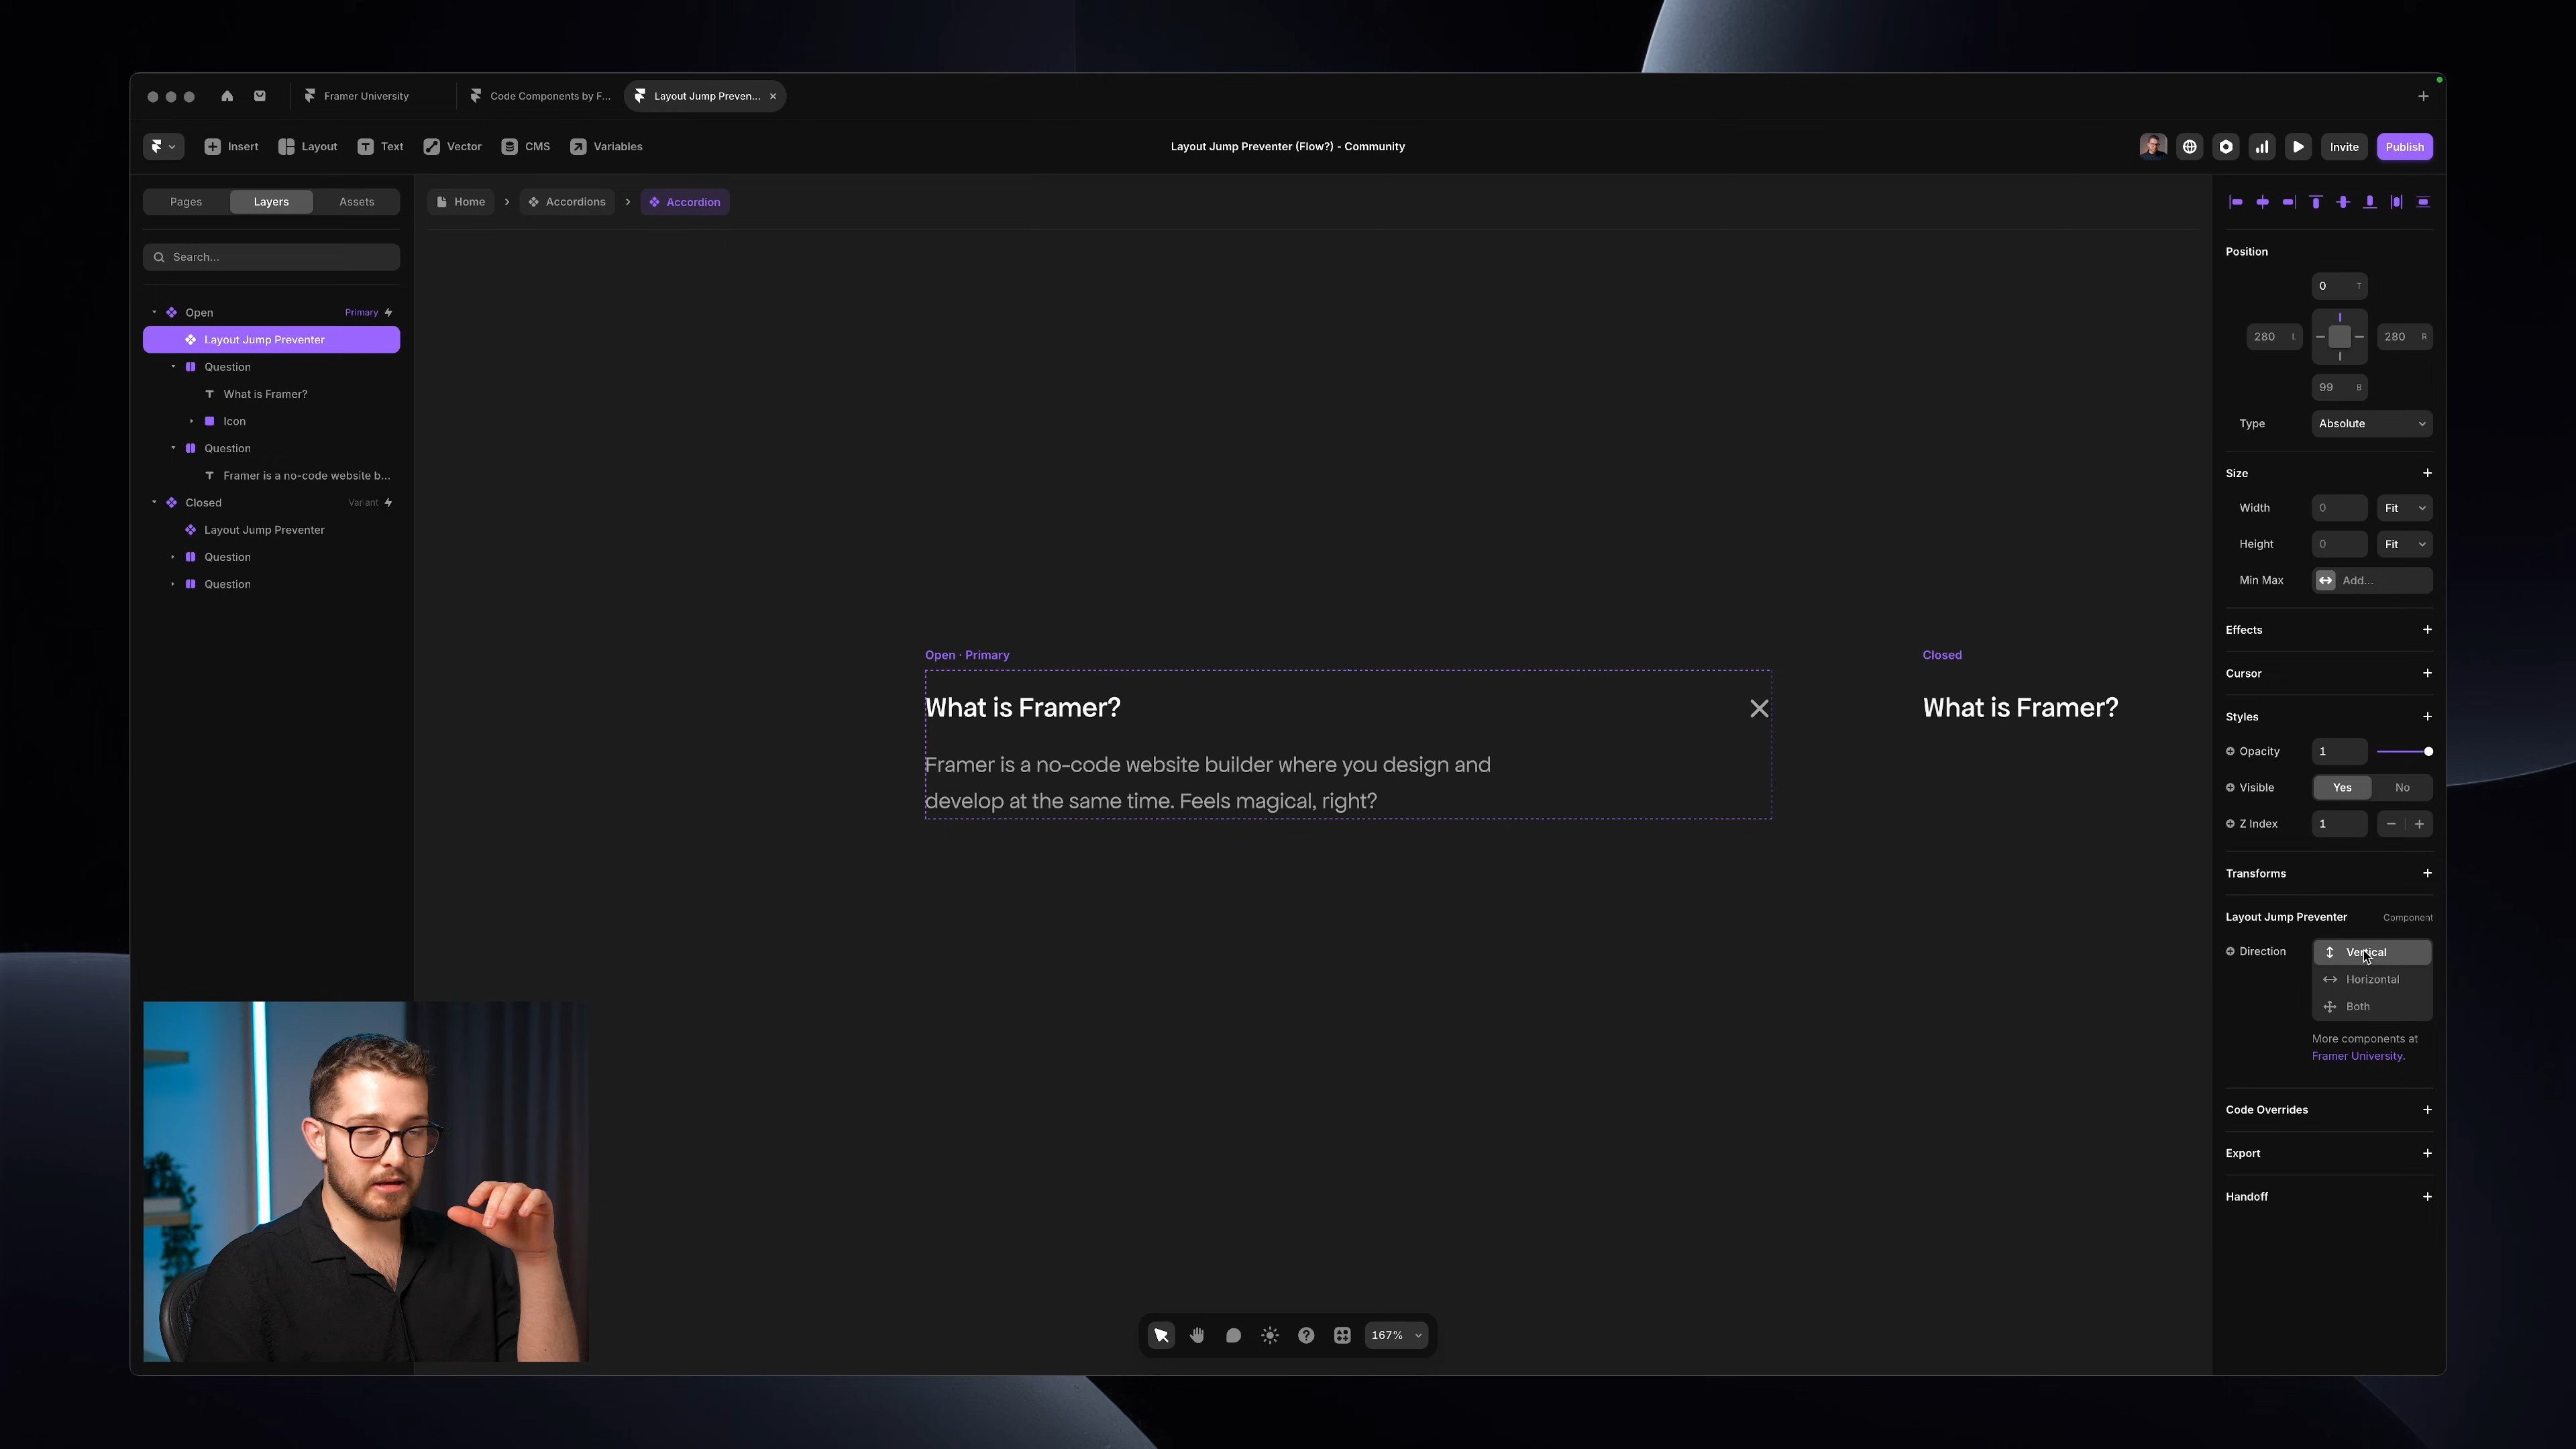 Framer University
Code Components by F...
Layout Jump Preven...
Insert
Layout
Text
Vector
CMS
Variables
Layout Jump Preventer (Flow?) - Community
Invite
Publish
Pages
Layers
Assets
Home
Accordions
Accordion
Search...
Open
Primary
Layout Jump Preventer
Question
What is Framer?
Icon
Question
Framer is a no-code website b...
Closed
Variant
Layout Jump Preventer
Question
Question
Open · Primary
What is Framer?
Framer is a no-code website builder where you design and
develop at the same time. Feels magical, right?
Closed
What is Framer?
167%
Position
0 T
280 L
280 R
99 B
Type
Absolute
Size
Width
0
Fit
Height
0
Fit
Min Max
Add...
Effects
Cursor
Styles
Opacity
1
Visible
Yes
No
Z Index
1
Transforms
Layout Jump Preventer
Component
Direction
Vertical
Horizontal
Both
More components at
Framer University.
Code Overrides
Export
Handoff